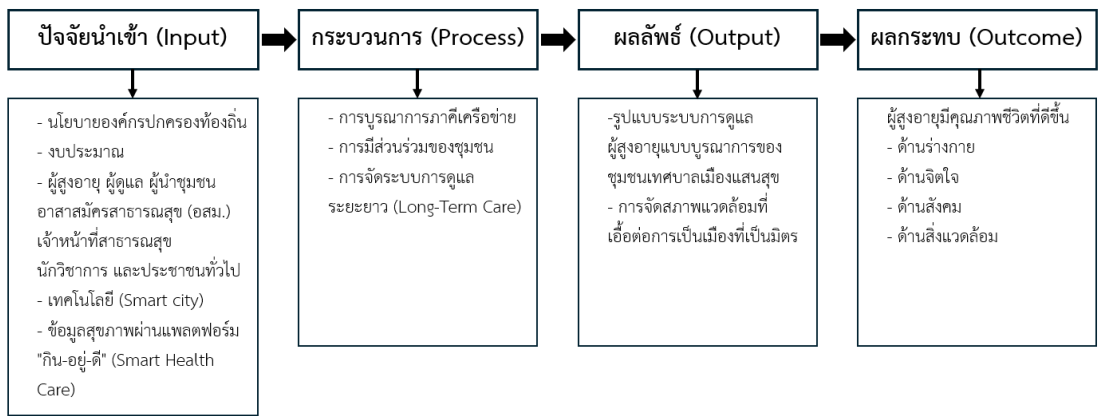 ปัจจัยนำเข้า (Input)
กระบวนการ (Process)
ผลลัพธ์ (Output)
ผลกระทบ (Outcome)
- นโยบายองค์กรปกครองท้องถิ่น
- งบประมาณ
- ผู้สูงอายุ ผู้ดูแล ผู้นำชุมชน
อาสาสมัครสาธารณสุข (อสม.)
เจ้าหน้าที่สาธารณสุข
นักวิชาการ และประชาชนทั่วไป
- เทคโนโลยี (Smart city)
- ข้อมูลสุขภาพผ่านแพลตฟอร์ม
"กิน-อยู่-ดี" (Smart Health
Care)
- การบูรณาการภาคีเครือข่าย
- การมีส่วนร่วมของชุมชน
- การจัดระบบการดูแล
ระยะยาว (Long-Term Care)
-รูปแบบระบบการดูแล
ผู้สูงอายุแบบบูรณาการของ
ชุมชนเทศบาลเมืองแสนสุข
- การจัดสภาพแวดล้อมที่
เอื้อต่อการเป็นเมืองที่เป็นมิตร
ผู้สูงอายุมีคุณภาพชีวิตที่ดีขึ้น
- ด้านร่างกาย
- ด้านจิตใจ
- ด้านสังคม
- ด้านสิ่งแวดล้อม